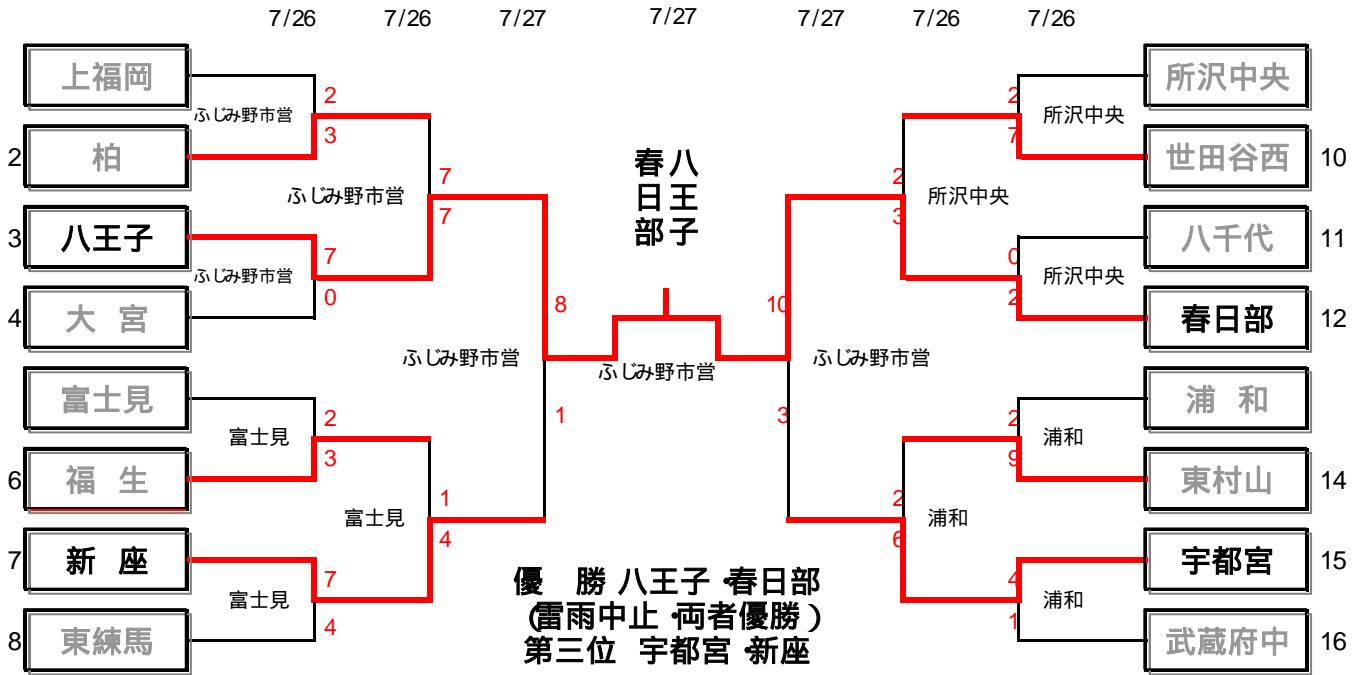 7/26 7/26 7/27 7/27 7/27 7/26 7/26
上福岡
2 柏
3 八王子
4 大 宮
富士見
6 福 生
7 新 座
8 東練馬
ふじみ野市営
2
3
ふじみ野市営
7
0
富士見
2
3
富士見
7
4
ふじみ野市営
7
7
富士見
1
4
ふじみ野市営
8
1
八王子
春日部
ふじみ野市営
10
3
ふじみ野市営
2
3
所沢中央
2
6
浦和
2
7
所沢中央
0
2
所沢中央
2
9
浦和
4
1
浦和
所沢中央
世田谷西 10
八千代 11
春日部 12
浦 和
東村山 14
宇都宮 15
武蔵府中 16
優 勝 八王子・春日部
(雷雨中止・両者優勝)
第三位 宇都宮・新座